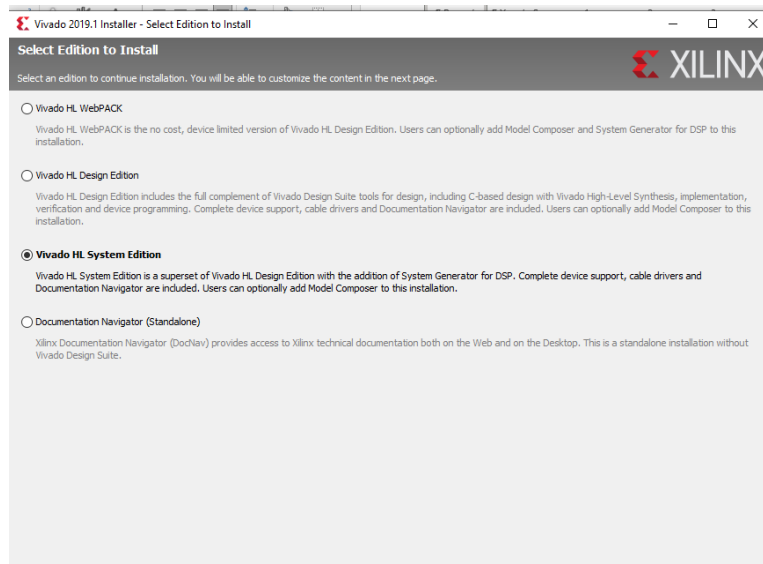 Vivado 2019.1 Installer - Select Edition to Install
Select Edition to Install
Select an edition to continue installation. You will be able to customize the content in the next page.
XILINX
Vivado HL WebPACK
Vivado HL WebPACK is the no cost, device limited version of Vivado HL Design Edition. Users can optionally add Model Composer and System Generator for DSP to this
installation.
Vivado HL Design Edition
Vivado HL Design Edition includes the full complement of Vivado Design Suite tools for design, including C-based design with Vivado High-Level Synthesis, implementation,
verification and device programming. Complete device support, cable drivers and Documentation Navigator are included. Users can optionally add Model Composer to this
installation.
Vivado HL System Edition
Vivado HL System Edition is a superset of Vivado HL Design Edition with the addition of System Generator for DSP. Complete device support, cable drivers and
Documentation Navigator are included. Users can optionally add Model Composer to this installation.
Documentation Navigator (Standalone)
Xilinx Documentation Navigator (DocNav) provides access to Xilinx technical documentation both on the Web and on the Desktop. This is a standalone installation without
Vivado Design Suite.